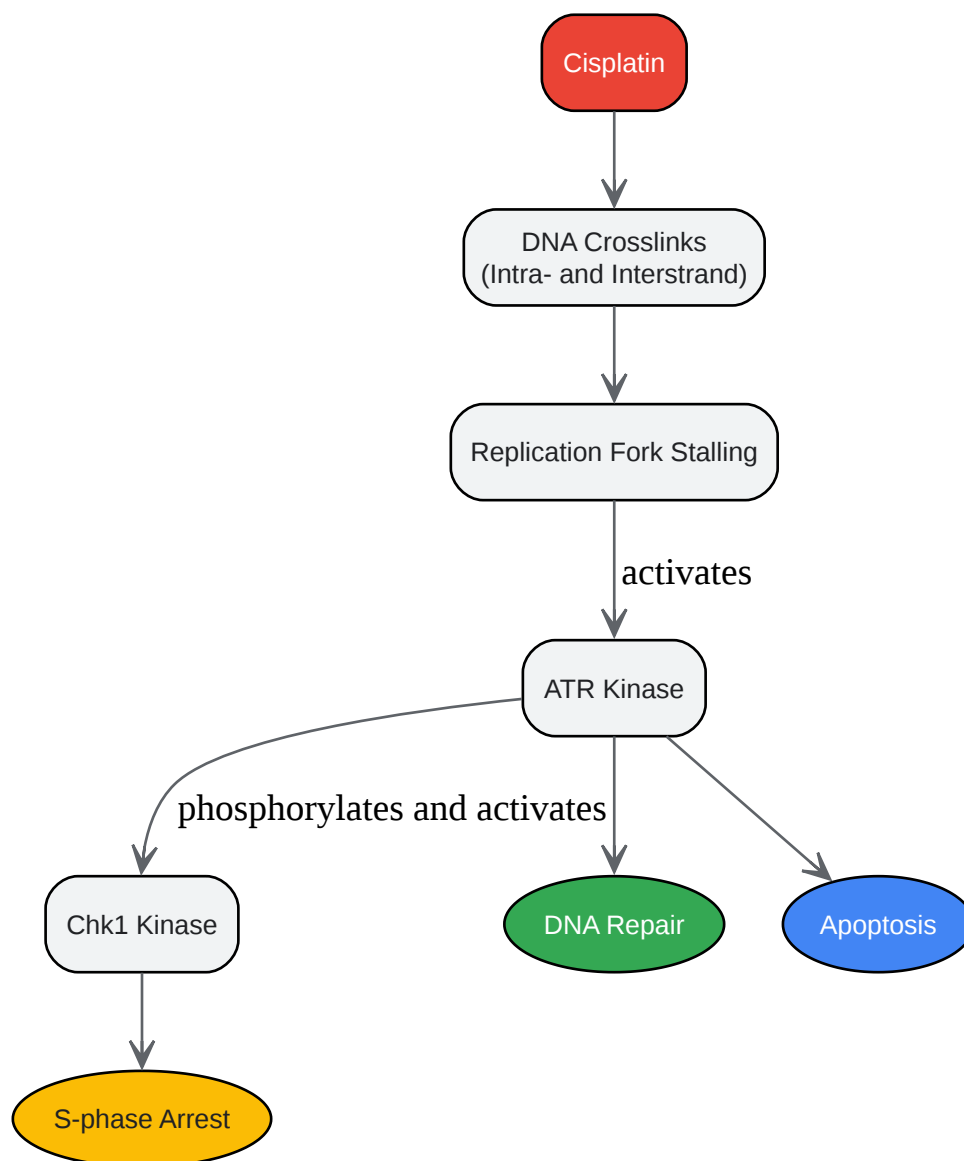 Cisplatin
DNA Crosslinks
(Intra- and Interstrand)
Replication Fork Stalling
activates
ATR Kinase
phosphorylates and activates
Chk1 Kinase
DNA Repair
Apoptosis
S-phase Arrest